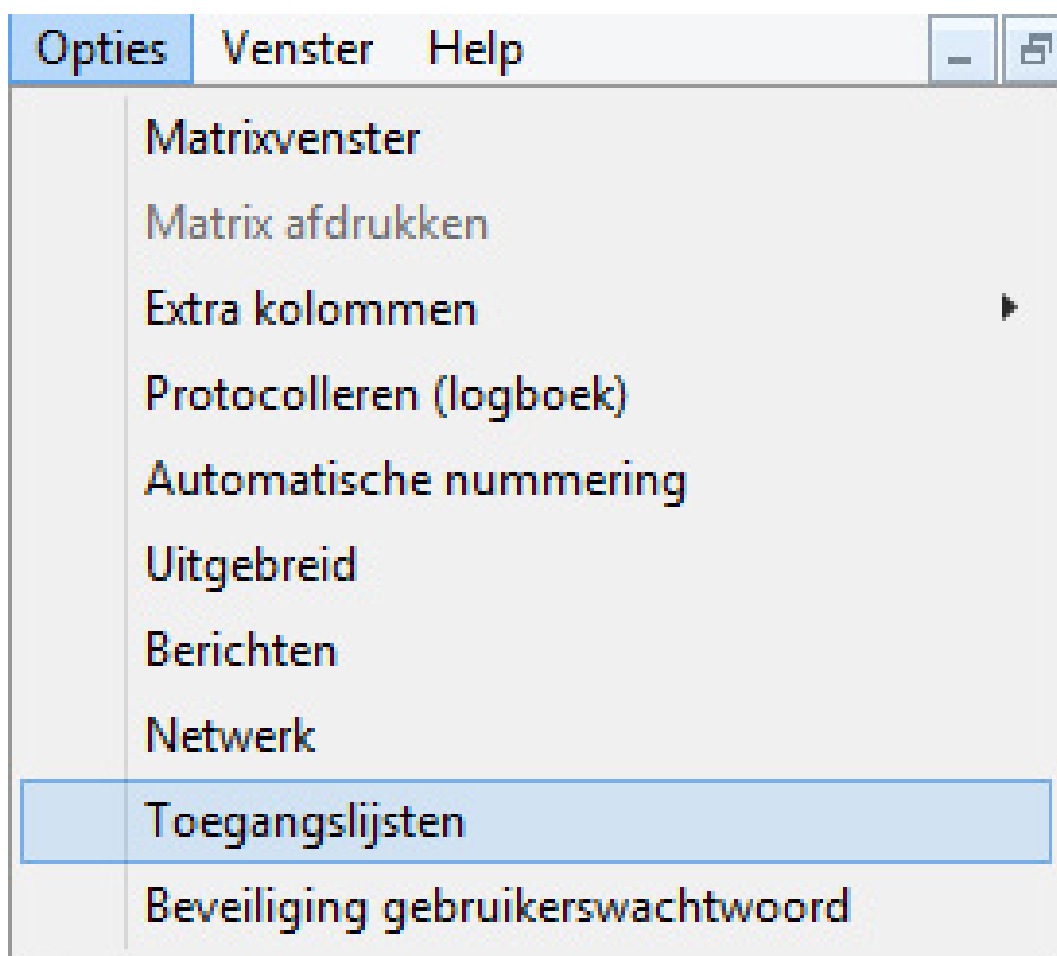 Opties Venster Help
Matrixvenster
Matrix afdrukken
Extra kolommen
Protocolleren (logboek)
Automatische nummering
Uitgebreid
Berichten
Netwerk
Toegangslijsten
Beveiliging gebruikerswachtwoord